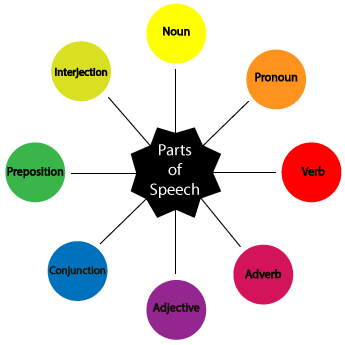 Noun
Pronoun
Verb
Adverb
Adjective
Conjunction
Preposition
Interjection
Parts
of
Speech